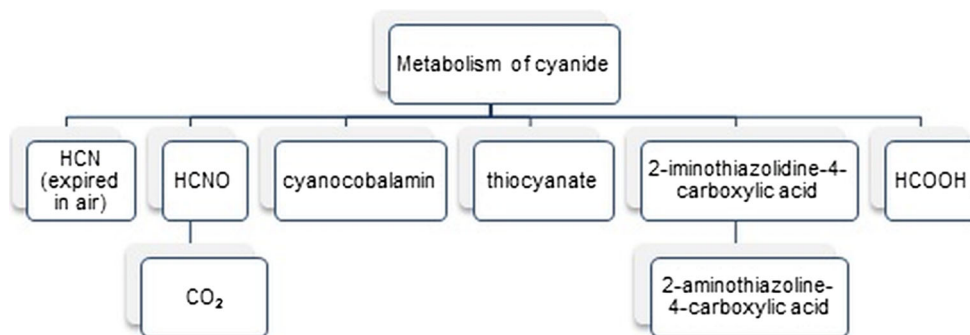 Metabolism of cyanide
HCN
(expired
in air)
HCNO
cyanocobalamin
thiocyanate
2-iminothiazolidine-4-
carboxylic acid
HCOOH
CO₂
2-aminothiazoline-
4-carboxylic acid